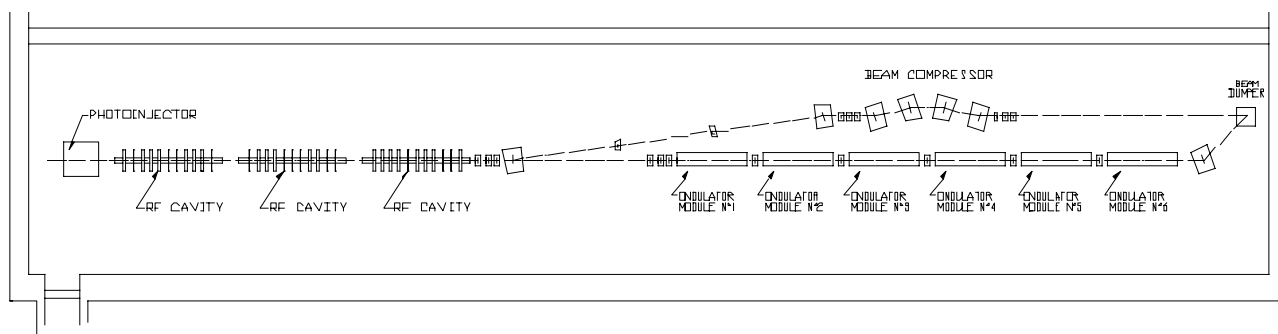 BEAM COMPRESSOR
BEAM
DUMPER
PHOTOINJECTOR
RF CAVITY
RF CAVITY
RF CAVITY
ONDULATOR
MODULE N°1
ONDULATOR
MODULE N°2
ONDULATOR
MODULE N°3
ONDULATOR
MODULE N°4
ONDULATOR
MODULE N°5
ONDULATOR
MODULE N°6